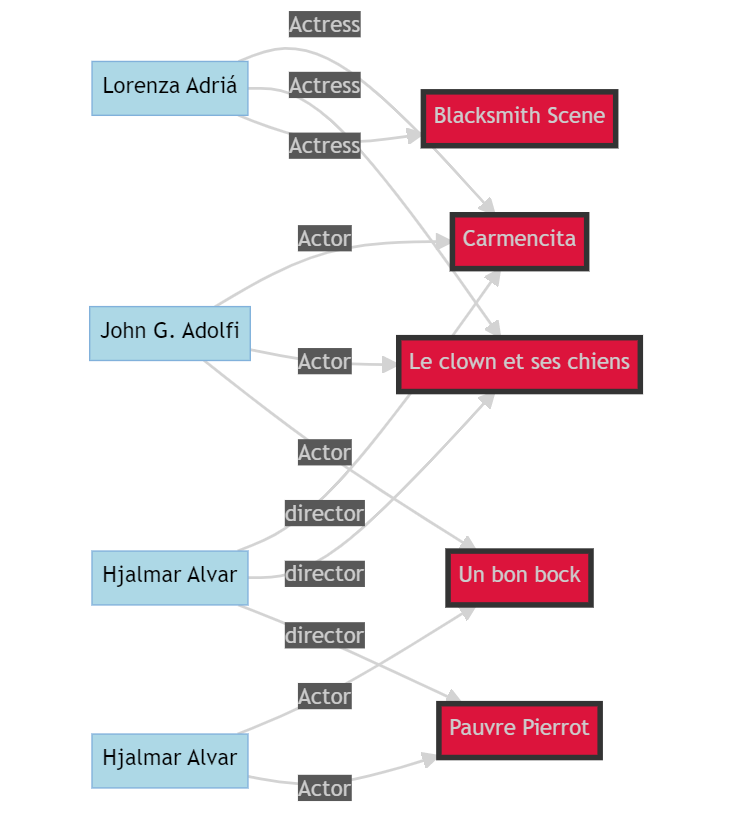 Actress
Lorenza Adriá
Actress
Blacksmith Scene
Actress
Actor
Carmencita
John G. Adolfi
Actor
Le clown et ses chiens
Actor
director
Hjalmar Alvar
director
Un bon bock
director
Actor
Pauvre Pierrot
Hjalmar Alvar
Actor